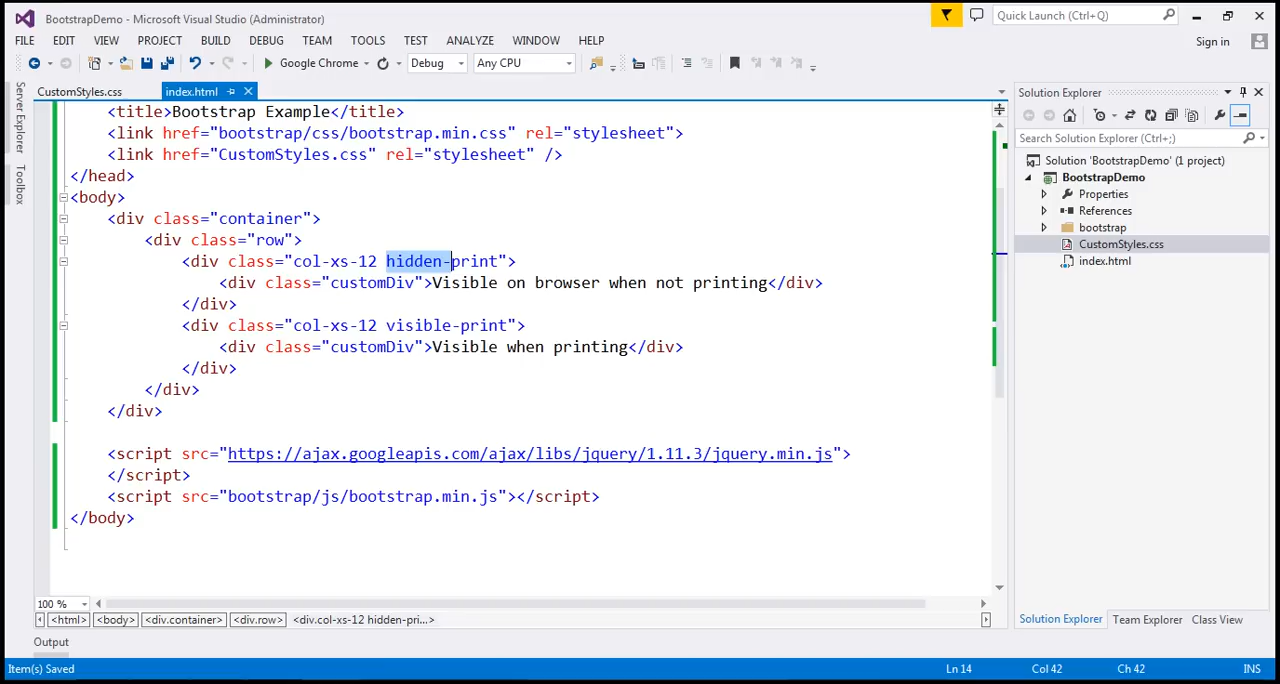 BootstrapDemo - Microsoft Visual Studio (Administrator)
Quick Launch (Ctrl+Q)
FILE EDIT VIEW PROJECT BUILD DEBUG TEAM TOOLS TEST ANALYZE WINDOW HELP
Sign in
Google Chrome Debug Any CPU
Server Explorer
Toolbox
CustomStyles.css index.html
<title>Bootstrap Example</title>
<link href="bootstrap/css/bootstrap.min.css" rel="stylesheet">
<link href="CustomStyles.css" rel="stylesheet" />
</head>
<body>
<div class="container">
<div class="row">
<div class="col-xs-12 hidden-print">
<div class="customDiv">Visible on browser when not printing</div>
</div>
<div class="col-xs-12 visible-print">
<div class="customDiv">Visible when printing</div>
</div>
</div>
</div>
<script src="https://ajax.googleapis.com/ajax/libs/jquery/1.11.3/jquery.min.js">
</script>
<script src="bootstrap/js/bootstrap.min.js"></script>
</body>
100 %
<html> <body> <div.container> <div.row> <div.col-xs-12 hidden-pri...>
Output
Solution Explorer
Search Solution Explorer (Ctrl+;)
Solution 'BootstrapDemo' (1 project)
BootstrapDemo
Properties
References
bootstrap
CustomStyles.css
index.html
Solution Explorer Team Explorer Class View
Item(s) Saved Ln 14 Col 42 Ch 42 INS